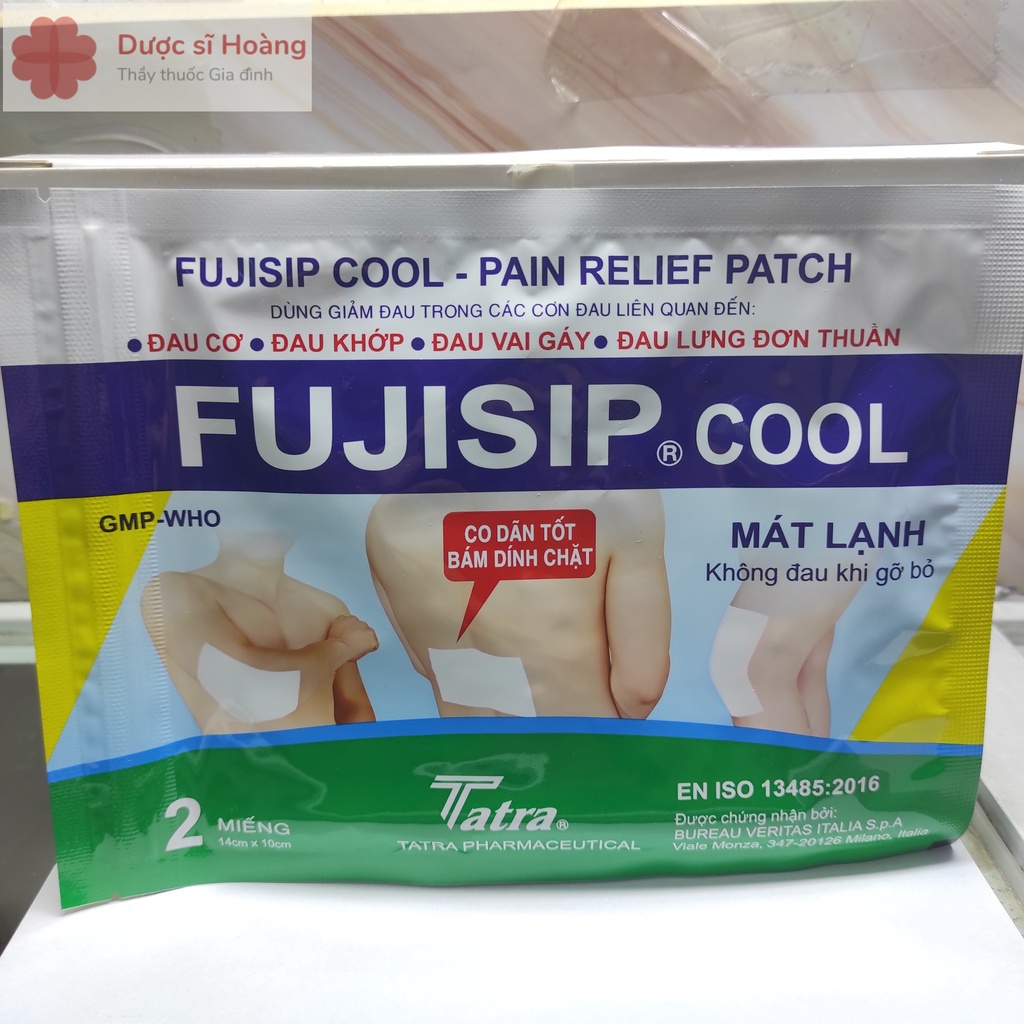 Dược sĩ Hoàng
Thầy thuốc Gia đình
FUJISIP COOL - PAIN RELIEF PATCH
DÙNG GIẢM ĐAU TRONG CÁC CƠN ĐAU LIÊN QUAN ĐẾN:
• ĐAU CƠ • ĐAU KHỚP • ĐAU VAI GÁY • ĐAU LƯNG ĐƠN THUẦN
FUJISIP® COOL
GMP-WHO
CO DÃN TỐT
BÁM DÍNH CHẶT
MÁT LẠNH
Không đau khi gỡ bỏ
2 MIẾNG
14cm x 10cm
Tatra®
TATRA PHARMACEUTICAL
EN ISO 13485:2016
Được chứng nhận bởi:
BUREAU VERITAS ITALIA S.p.A
Viale Monza, 347-20126 Milano, Italia